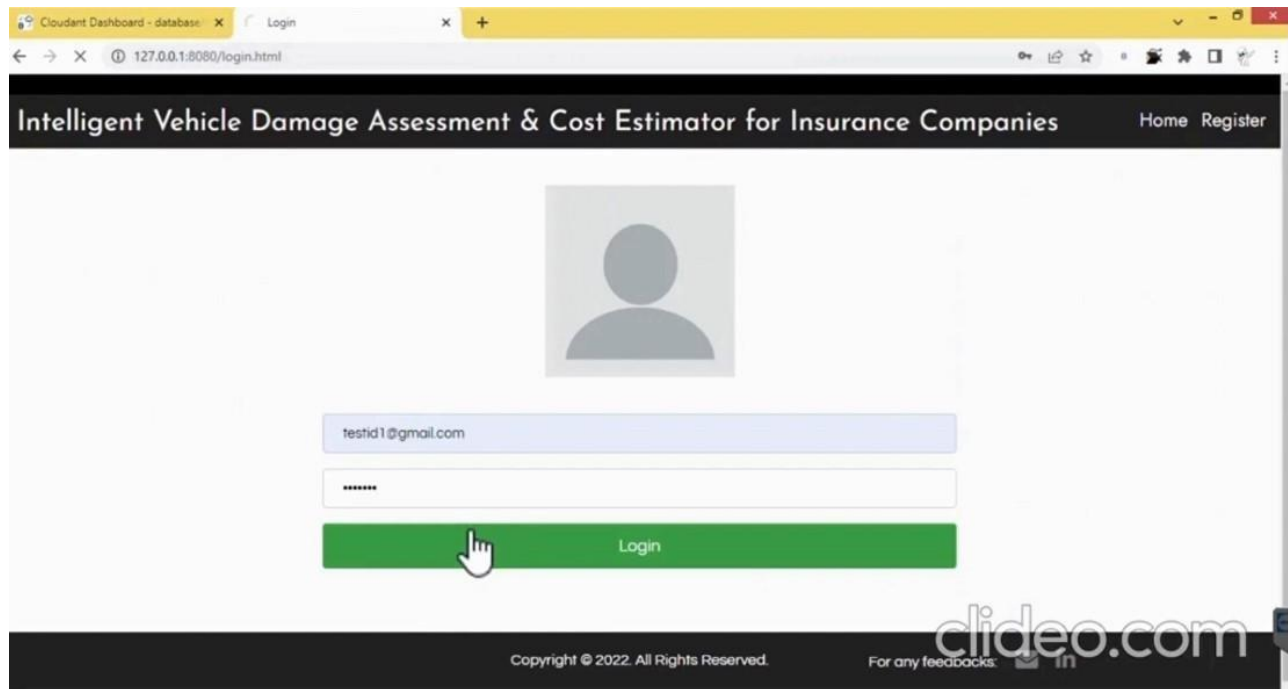 Cloudant Dashboard - database
Login
127.0.0.1:8080/login.html
Intelligent Vehicle Damage Assessment & Cost Estimator for Insurance Companies
Home Register
testid1@gmail.com
•••••••
Login
clideo.com
Copyright © 2022. All Rights Reserved.
For any feedbacks:
in